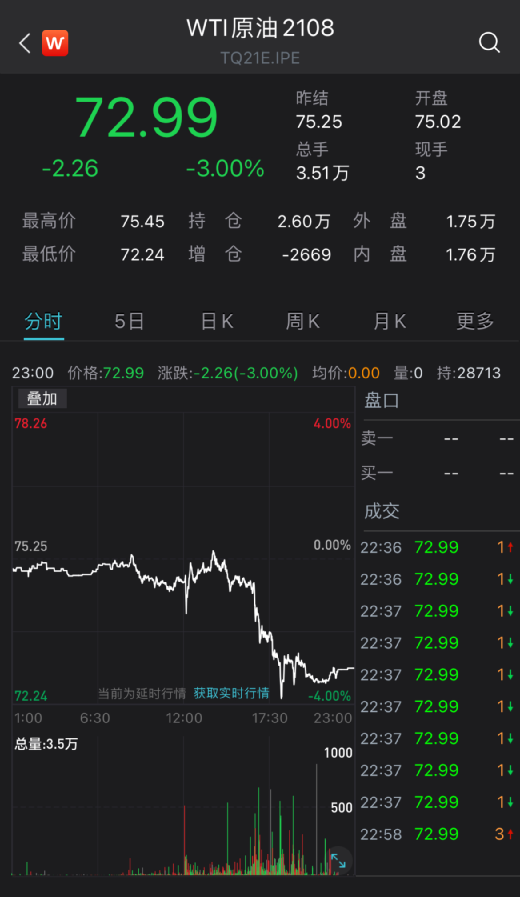 WTI原油2108
W
TQ21E.IPE
72.99
-2.26 -3.00%
昨结 开盘
75.25 75.02
总手 现手
3.51万 3
最高价 75.45 持仓 2.60万 外盘 1.75万
最低价 72.24 增仓 -2669 内盘 1.76万
分时 5日 日K 周K 月K 更多
23:00 价格:72.99 涨跌:-2.26(-3.00%) 均价:0.00 量:0 持:28713
叠加
78.26 4.00%
75.25 0.00%
72.24 当前为延时行情 获取实时行情 -4.00%
1:00 6:30 12:00 17:30 23:00
总量:3.5万
1000
500
盘口
卖一 -- --
买一 -- --
成交
22:36 72.99 1↑
22:36 72.99 1↓
22:37 72.99 1↓
22:37 72.99 1↓
22:37 72.99 1↓
22:37 72.99 1↓
22:37 72.99 1↓
22:37 72.99 1↓
22:37 72.99 1↓
22:58 72.99 3↑